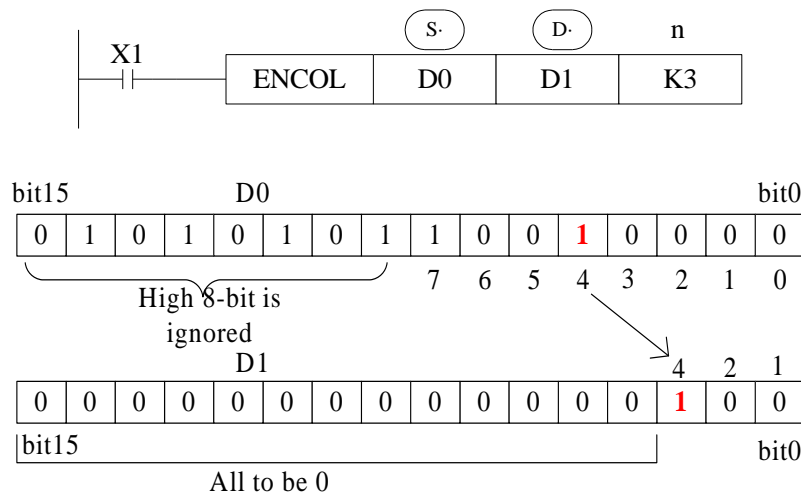 S· D· n
X1
ENCOL D0 D1 K3
bit15 D0 bit0
0 1 0 1 0 1 0 1 1 0 0 1 0 0 0 0
7 6 5 4 3 2 1 0
High 8-bit is
ignored
D1 4 2 1
0 0 0 0 0 0 0 0 0 0 0 0 0 1 0 0
bit15 bit0
All to be 0